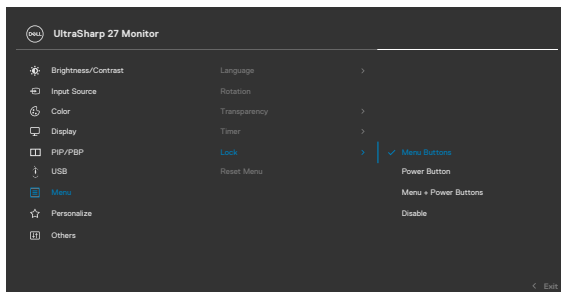 DELL UltraSharp 27 Monitor
Brightness/Contrast Language >
Input Source Rotation
Color Transparency >
Display Timer >
PIP/PBP Lock > ✓ Menu Buttons
USB Reset Menu Power Button
Menu Menu + Power Buttons
Personalize Disable
Others
< Exit